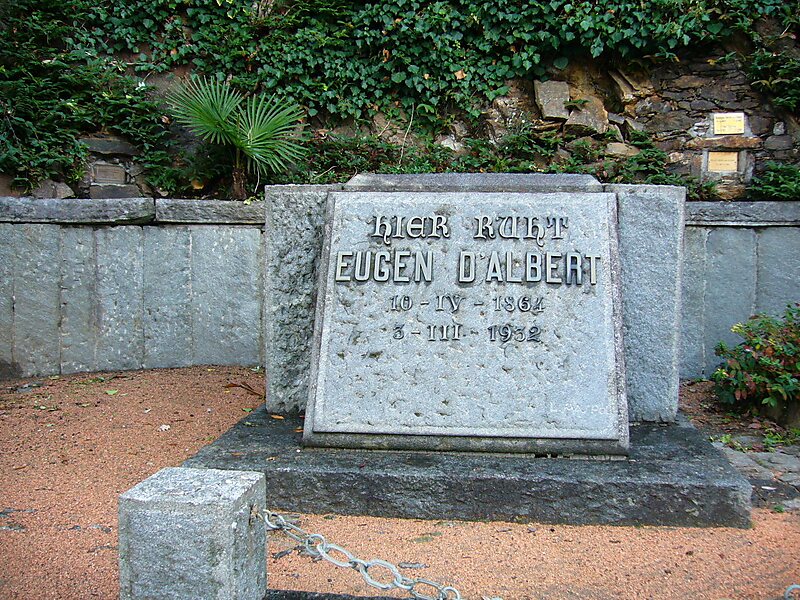 HIER RUHT
EUGEN D'ALBERT
10 - IV - 1864
3 - III - 1932